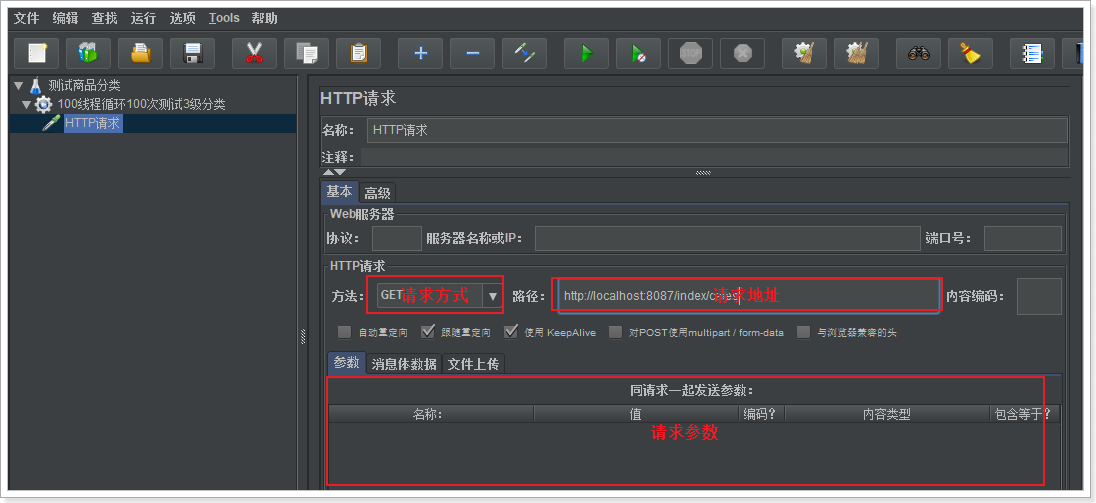 文件 编辑 查找 运行 选项 Tools 帮助
STOP
测试商品分类
100线程循环100次测试3级分类
HTTP请求
HTTP请求
名称： HTTP请求
注释：
基本 高级
Web服务器
协议： 服务器名称或IP： 端口号：
HTTP请求
方法： GET 请求方式 路径： http://localhost:8087/index/ 请求地址 内容编码：
自动重定向 跟随重定向 使用 KeepAlive 对POST使用multipart / form-data 与浏览器兼容的头
参数 消息体数据 文件上传
同请求一起发送参数：
名称： 值 编码？ 内容类型 包含等于？
请求参数